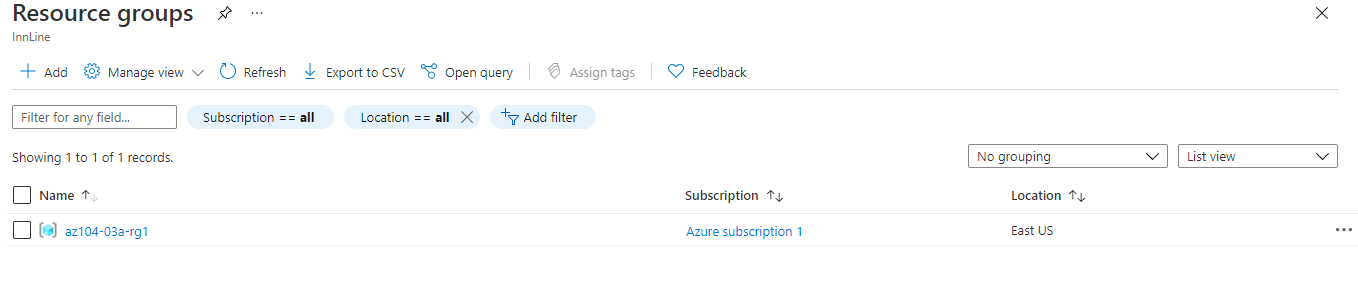 Resource groups
InnLine
Add Manage view Refresh Export to CSV Open query Assign tags Feedback
Filter for any field... Subscription == all Location == all Add filter
Showing 1 to 1 of 1 records. No grouping List view
Name Subscription Location
az104-03a-rg1 Azure subscription 1 East US